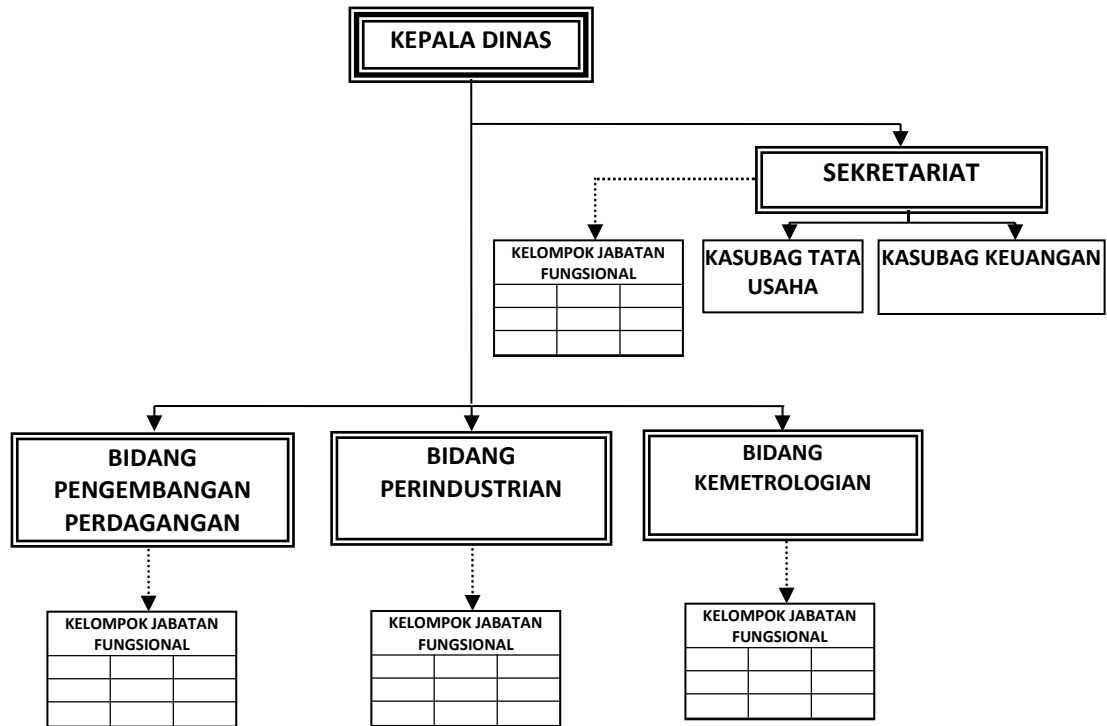 KEPALA DINAS
SEKRETARIAT
KELOMPOK JABATAN
FUNGSIONAL
KASUBAG TATA
USAHA
KASUBAG KEUANGAN
BIDANG
PENGEMBANGAN
PERDAGANGAN
BIDANG
PERINDUSTRIAN
BIDANG
KEMETROLOGIAN
KELOMPOK JABATAN
FUNGSIONAL
KELOMPOK JABATAN
FUNGSIONAL
KELOMPOK JABATAN
FUNGSIONAL